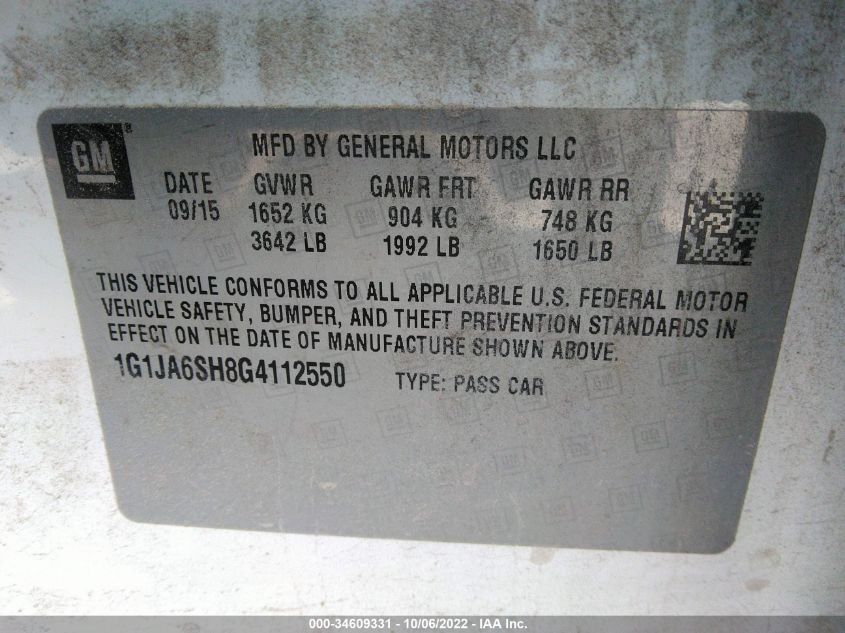 GM ® MFD BY GENERAL MOTORS LLC
DATE GVWR GAWR FRT GAWR RR
09/15 1652 KG 904 KG 748 KG
3642 LB 1992 LB 1650 LB
THIS VEHICLE CONFORMS TO ALL APPLICABLE U.S. FEDERAL MOTOR
VEHICLE SAFETY, BUMPER, AND THEFT PREVENTION STANDARDS IN
EFFECT ON THE DATE OF MANUFACTURE SHOWN ABOVE.
1G1JA6SH8G4112550 TYPE: PASS CAR
000-34609331 - 10/06/2022 - IAA Inc.